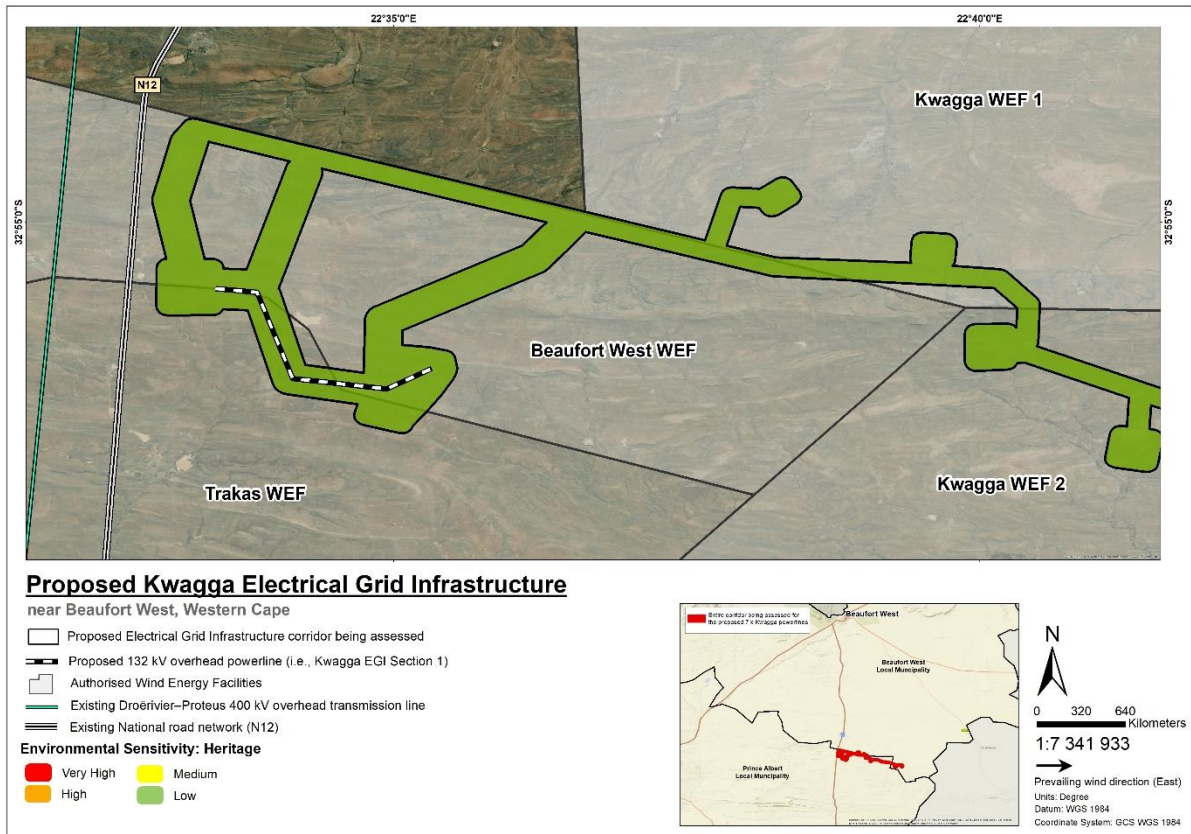 22°35'0"E
22°40'0"E
N12
Kwagga WEF 1
32°55'0"S
32°55'0"S
Beaufort West WEF
Trakas WEF
Kwagga WEF 2
Proposed Kwagga Electrical Grid Infrastructure
near Beaufort West, Western Cape
Proposed Electrical Grid Infrastructure corridor being assessed
Proposed 132 kV overhead powerline (i.e., Kwagga EGI Section 1)
Authorised Wind Energy Facilities
Existing Droërivier–Proteus 400 kV overhead transmission line
Existing National road network (N12)
Environmental Sensitivity: Heritage
Very High
Medium
High
Low
Entire corridor being assessed for
the proposed 7 x Kwagga powerlines
Beaufort West
Beaufort West
Local Municipality
Prince Albert
Local Muncipality
N
0 320 640
Kilometers
1:7 341 933
Prevailing wind direction (East)
Units: Degree
Datum: WGS 1984
Coordinate System: GCS WGS 1984